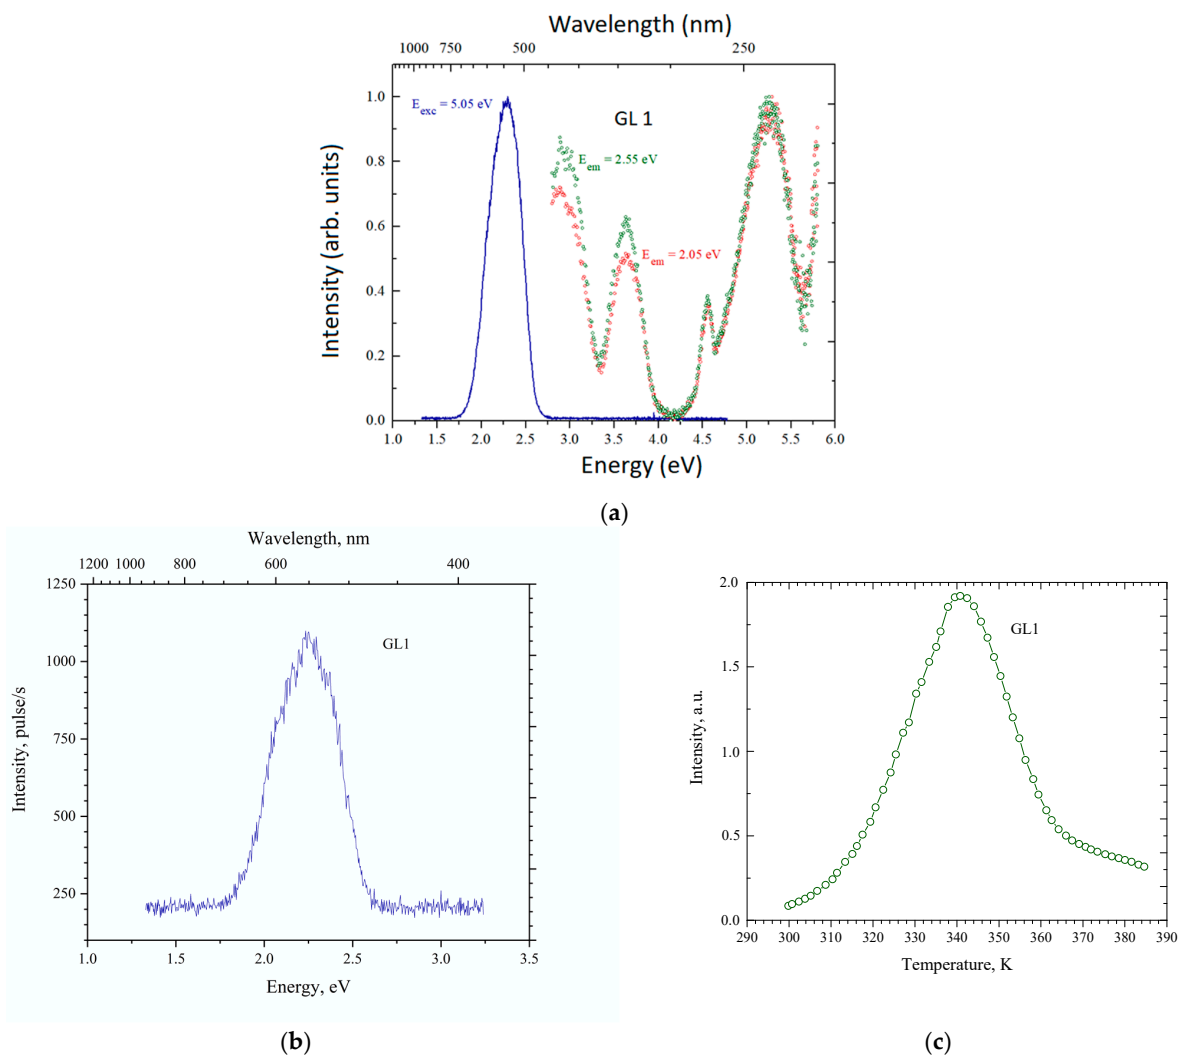 Wavelength (nm)
1000 750 500 250
1.0
0.8
0.6
0.4
0.2
0.0
Intensity (arb. units)
E_exc = 5.05 eV
GL 1
E_em = 2.55 eV
E_em = 2.05 eV
1.0 1.5 2.0 2.5 3.0 3.5 4.0 4.5 5.0 5.5 6.0
Energy (eV)
(a)
Wavelength, nm
1200 1000 800 600 400
1250
1000
750
500
250
Intensity, pulse/s
GL1
1.0 1.5 2.0 2.5 3.0 3.5
Energy, eV
(b)
2.0
1.5
1.0
0.5
0.0
Intensity, a.u.
GL1
290 300 310 320 330 340 350 360 370 380 390
Temperature, K
(c)